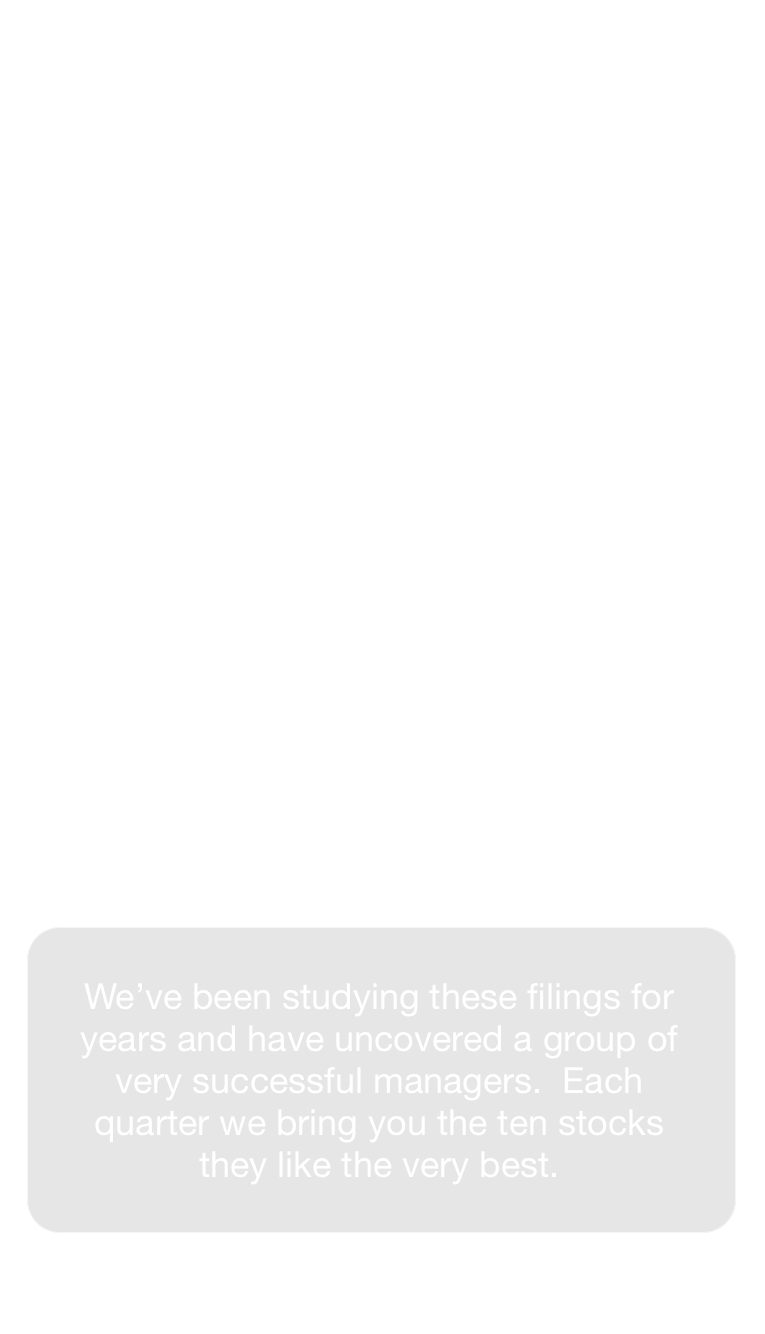 We’ve been studying these filings for
years and have uncovered a group of
very successful managers.  Each
quarter we bring you the ten stocks
they like the very best.